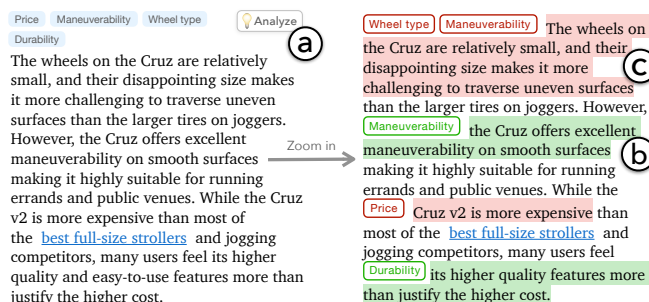 Price Maneuverability Wheel type
Analyze
Durability
a
The wheels on the Cruz are relatively
small, and their disappointing size makes
it more challenging to traverse uneven
surfaces than the larger tires on joggers.
However, the Cruz offers excellent
maneuverability on smooth surfaces
making it highly suitable for running
errands and public venues. While the Cruz
v2 is more expensive than most of
the best full-size strollers and jogging
competitors, many users feel its higher
quality and easy-to-use features more than
justify the higher cost.
Zoom in
Wheel type Maneuverability The wheels on
the Cruz are relatively small, and their
disappointing size makes it more
c
challenging to traverse uneven surfaces
than the larger tires on joggers. However,
Maneuverability the Cruz offers excellent
maneuverability on smooth surfaces
b
making it highly suitable for running
errands and public venues. While the
Price Cruz v2 is more expensive than
most of the best full-size strollers and
jogging competitors, many users feel
Durability its higher quality features more
than justify the higher cost.